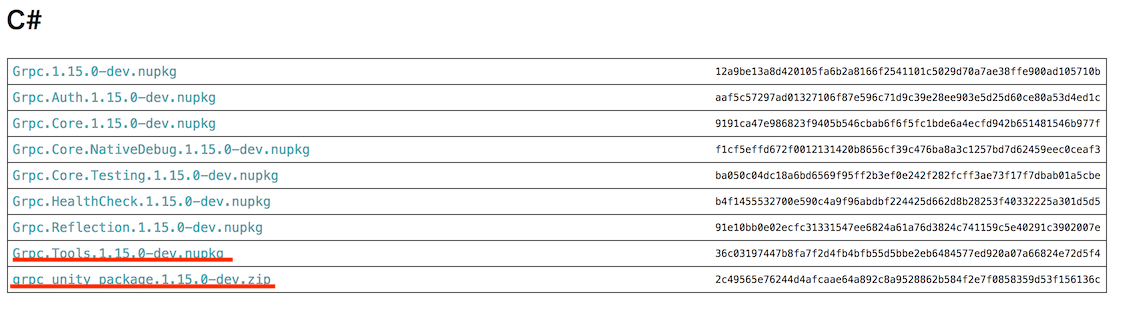 C#
Grpc.1.15.0-dev.nupkg 12a9be13a8d420105fa6b2a8166f2541101c5029d70a7ae38ffe900ad105710b
Grpc.Auth.1.15.0-dev.nupkg aaf5c57297ad01327106f87e596c71d9c39e28ee903e5d25d60ce80a53d4ed1c
Grpc.Core.1.15.0-dev.nupkg 9191ca47e986823f9405b546cbab6f6f5fc1bde6a4ecfd942b651481546b977f
Grpc.Core.NativeDebug.1.15.0-dev.nupkg f1cf5effd672f0012131420b8656cf39c476ba8a3c1257bd7d62459eec0ceaf3
Grpc.Core.Testing.1.15.0-dev.nupkg ba050c04dc18a6bd6569f95ff2b3ef0e242f282fcff3ae73f17f7dbab01a5cbe
Grpc.HealthCheck.1.15.0-dev.nupkg b4f1455532700e590c4a9f96abdbf224425d662d8b28253f40332225a301d5d5
Grpc.Reflection.1.15.0-dev.nupkg 91e10bb0e02ecfc31331547ee6824a61a76d3824c741159c5e40291c3902007e
Grpc.Tools.1.15.0-dev.nupkg 36c03197447b8fa7f2d4fb4bfb55d5bbe2eb6484577ed920a07a66824e72d5f4
grpc_unity_package.1.15.0-dev.zip 2c49565e76244d4afcaae64a892c8a9528862b584f2e7f0858359d53f156136c